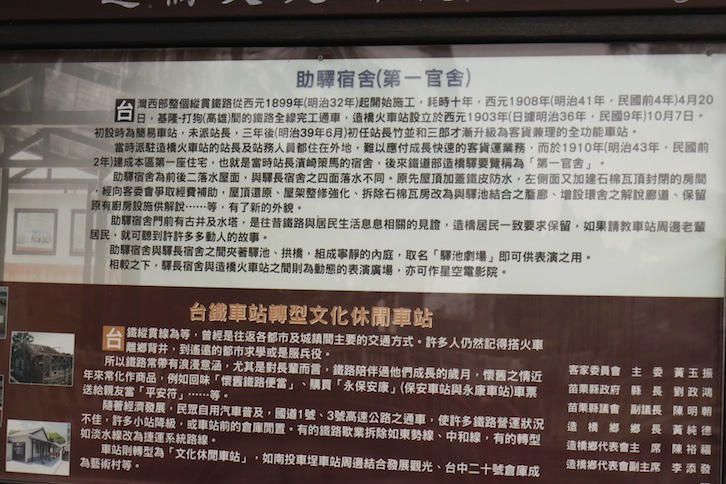 助驛宿舍(第一官舍)
台灣西部整個縱貫鐵路從西元1899年(明治32年)起開始施工，耗時十年，西元1908年(明治41年，民國前4年)4月20
日，基隆-打狗(高雄)間的鐵路全線完工通車，造橋火車站設立於西元1903年(日據明治36年，民國9年)10月7日。
初設時為簡易車站，未派站長，三年後(明治39年6月)初任站長竹並和三郎才漸升級為客貨兼理的全功能車站。
當時派駐造橋火車站的站長及站務人員都住在外地，難以應付成長快速的客貨運業務，而於1910年(明治43年，民國前
2年)建成本區第一座住宅，也就是當時站長濱崎策馬的宿舍，後來鐵道部造橋驛要覽稱為「第一官舍」。
助驛宿舍為前後二落水屋面，與驛長宿舍之四面落水不同。原先屋頂加蓋鐵皮防水，左側面又加建石棉瓦頂封閉的房間
，經向客委會爭取經費補助，屋頂還原、屋架整修強化、拆除石棉瓦房改為與驛池結合之簷廊、增設環舍之解說廊道、保留
原有廚房設施供解說……等，有了新的外貌。
助驛宿舍門前有古井及水塔，是往昔鐵路與居民生活息息相關的見證，造橋居民一致要求保留，如果請教車站周邊老輩
居民，就可聽到許許多多動人的故事。
助驛宿舍與驛長宿舍之間夾著驛池、拱橋，組成寧靜的內庭，取名「驛池劇場」即可供表演之用。
相較之下，驛長宿舍與造橋火車站之間則為動態的表演廣場，亦可作星空電影院。
台鐵車站轉型文化休閒車站
台鐵縱貫線為等，曾經是往返各都市及城鎮間主要的交通方式。許多人仍然記得搭火車
離鄉背井，到遙遠的都市求學或是服兵役。
所以鐵路常帶有浪漫意涵，尤其是對長輩而言，鐵路陪伴過他們成長的歲月，懷舊之情近
年來常化作商品，例如回味「懷舊鐵路便當」、購買「永保安康」(保安車站與永康車站)車票
送給親友當「平安符」……等。
隨著經濟發展，民眾自用汽車普及，國道1號、3號高速公路之通車，使許多鐵路營運狀況
不佳，許多小站降級，或車站前的倉庫閒置。有的鐵路歇業拆除如東勢線、中和線，有的轉型
如淡水線改為捷運系統路線。
車站則轉型為「文化休閒車站」，如南投車埕車站周邊結合發展觀光、台中二十號倉庫成
為藝術村等。
客家委員會 主委 黃玉振
苗栗縣政府 縣長 劉政鴻
苗栗縣議會 副議長 陳明朝
造橋鄉 鄉長 黃純德
造橋鄉代表會主席 陳裕福
造橋鄉代表會副主席 李添發